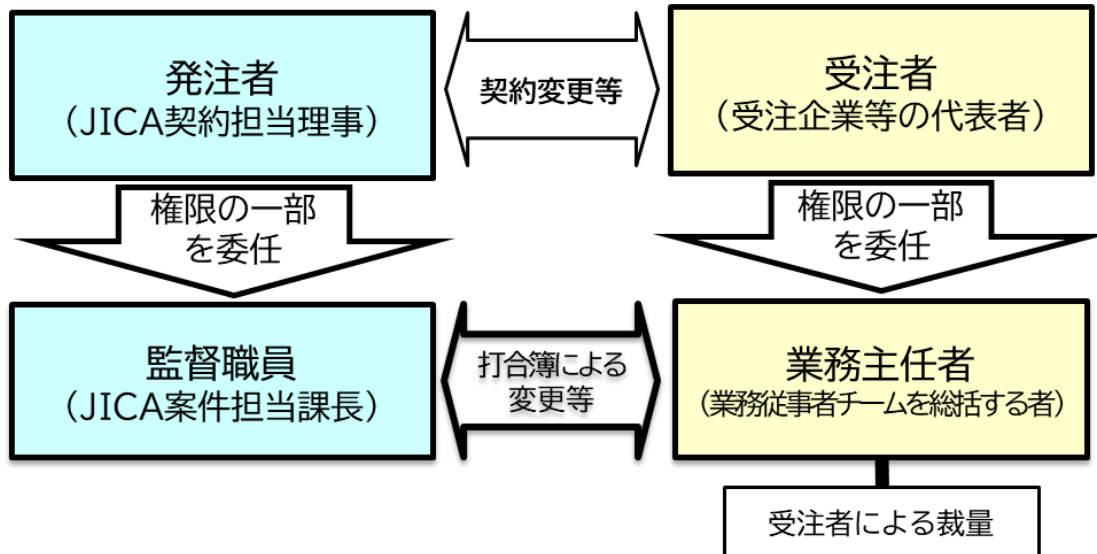 発注者
（JICA契約担当理事）
契約変更等
受注者
（受注企業等の代表者）
権限の一部
を委任
権限の一部
を委任
監督職員
（JICA案件担当課長）
打合簿による
変更等
業務主任者
（業務従事者チームを総括する者）
受注者による裁量